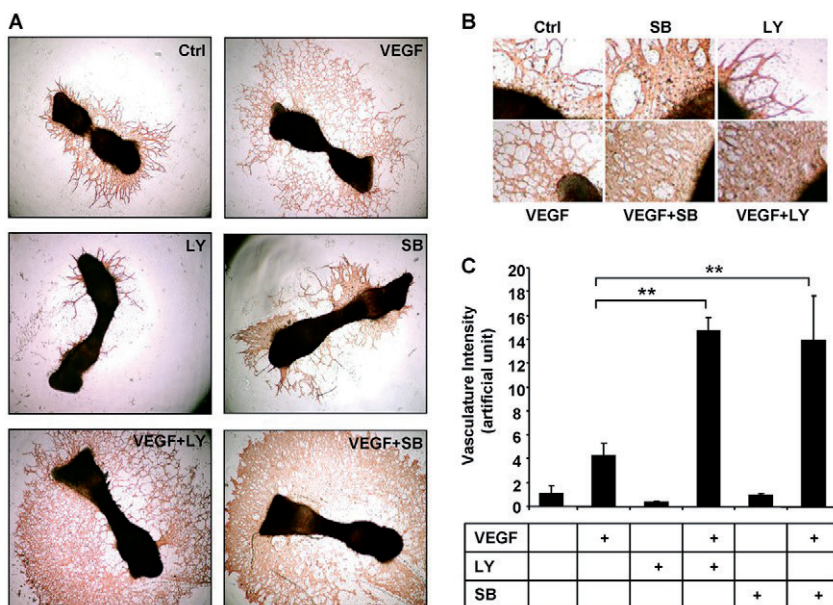 A
Ctrl
VEGF
LY
SB
VEGF+LY
VEGF+SB
B
Ctrl SB LY
VEGF VEGF+SB VEGF+LY
C
Vasculature Intensity
(artificial unit)
20
18
16
14
12
10
8
6
4
2
0
**
**
VEGF + + +
LY + +
SB + +